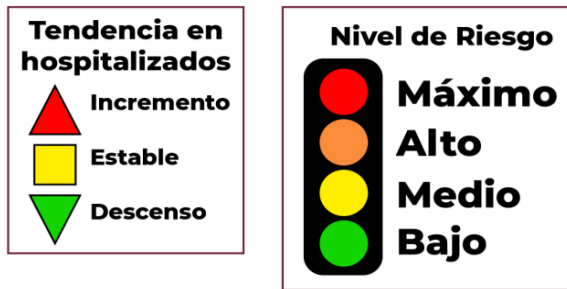 Tendencia en
hospitalizados
Incremento
Estable
Descenso
Nivel de Riesgo
Máximo
Alto
Medio
Bajo